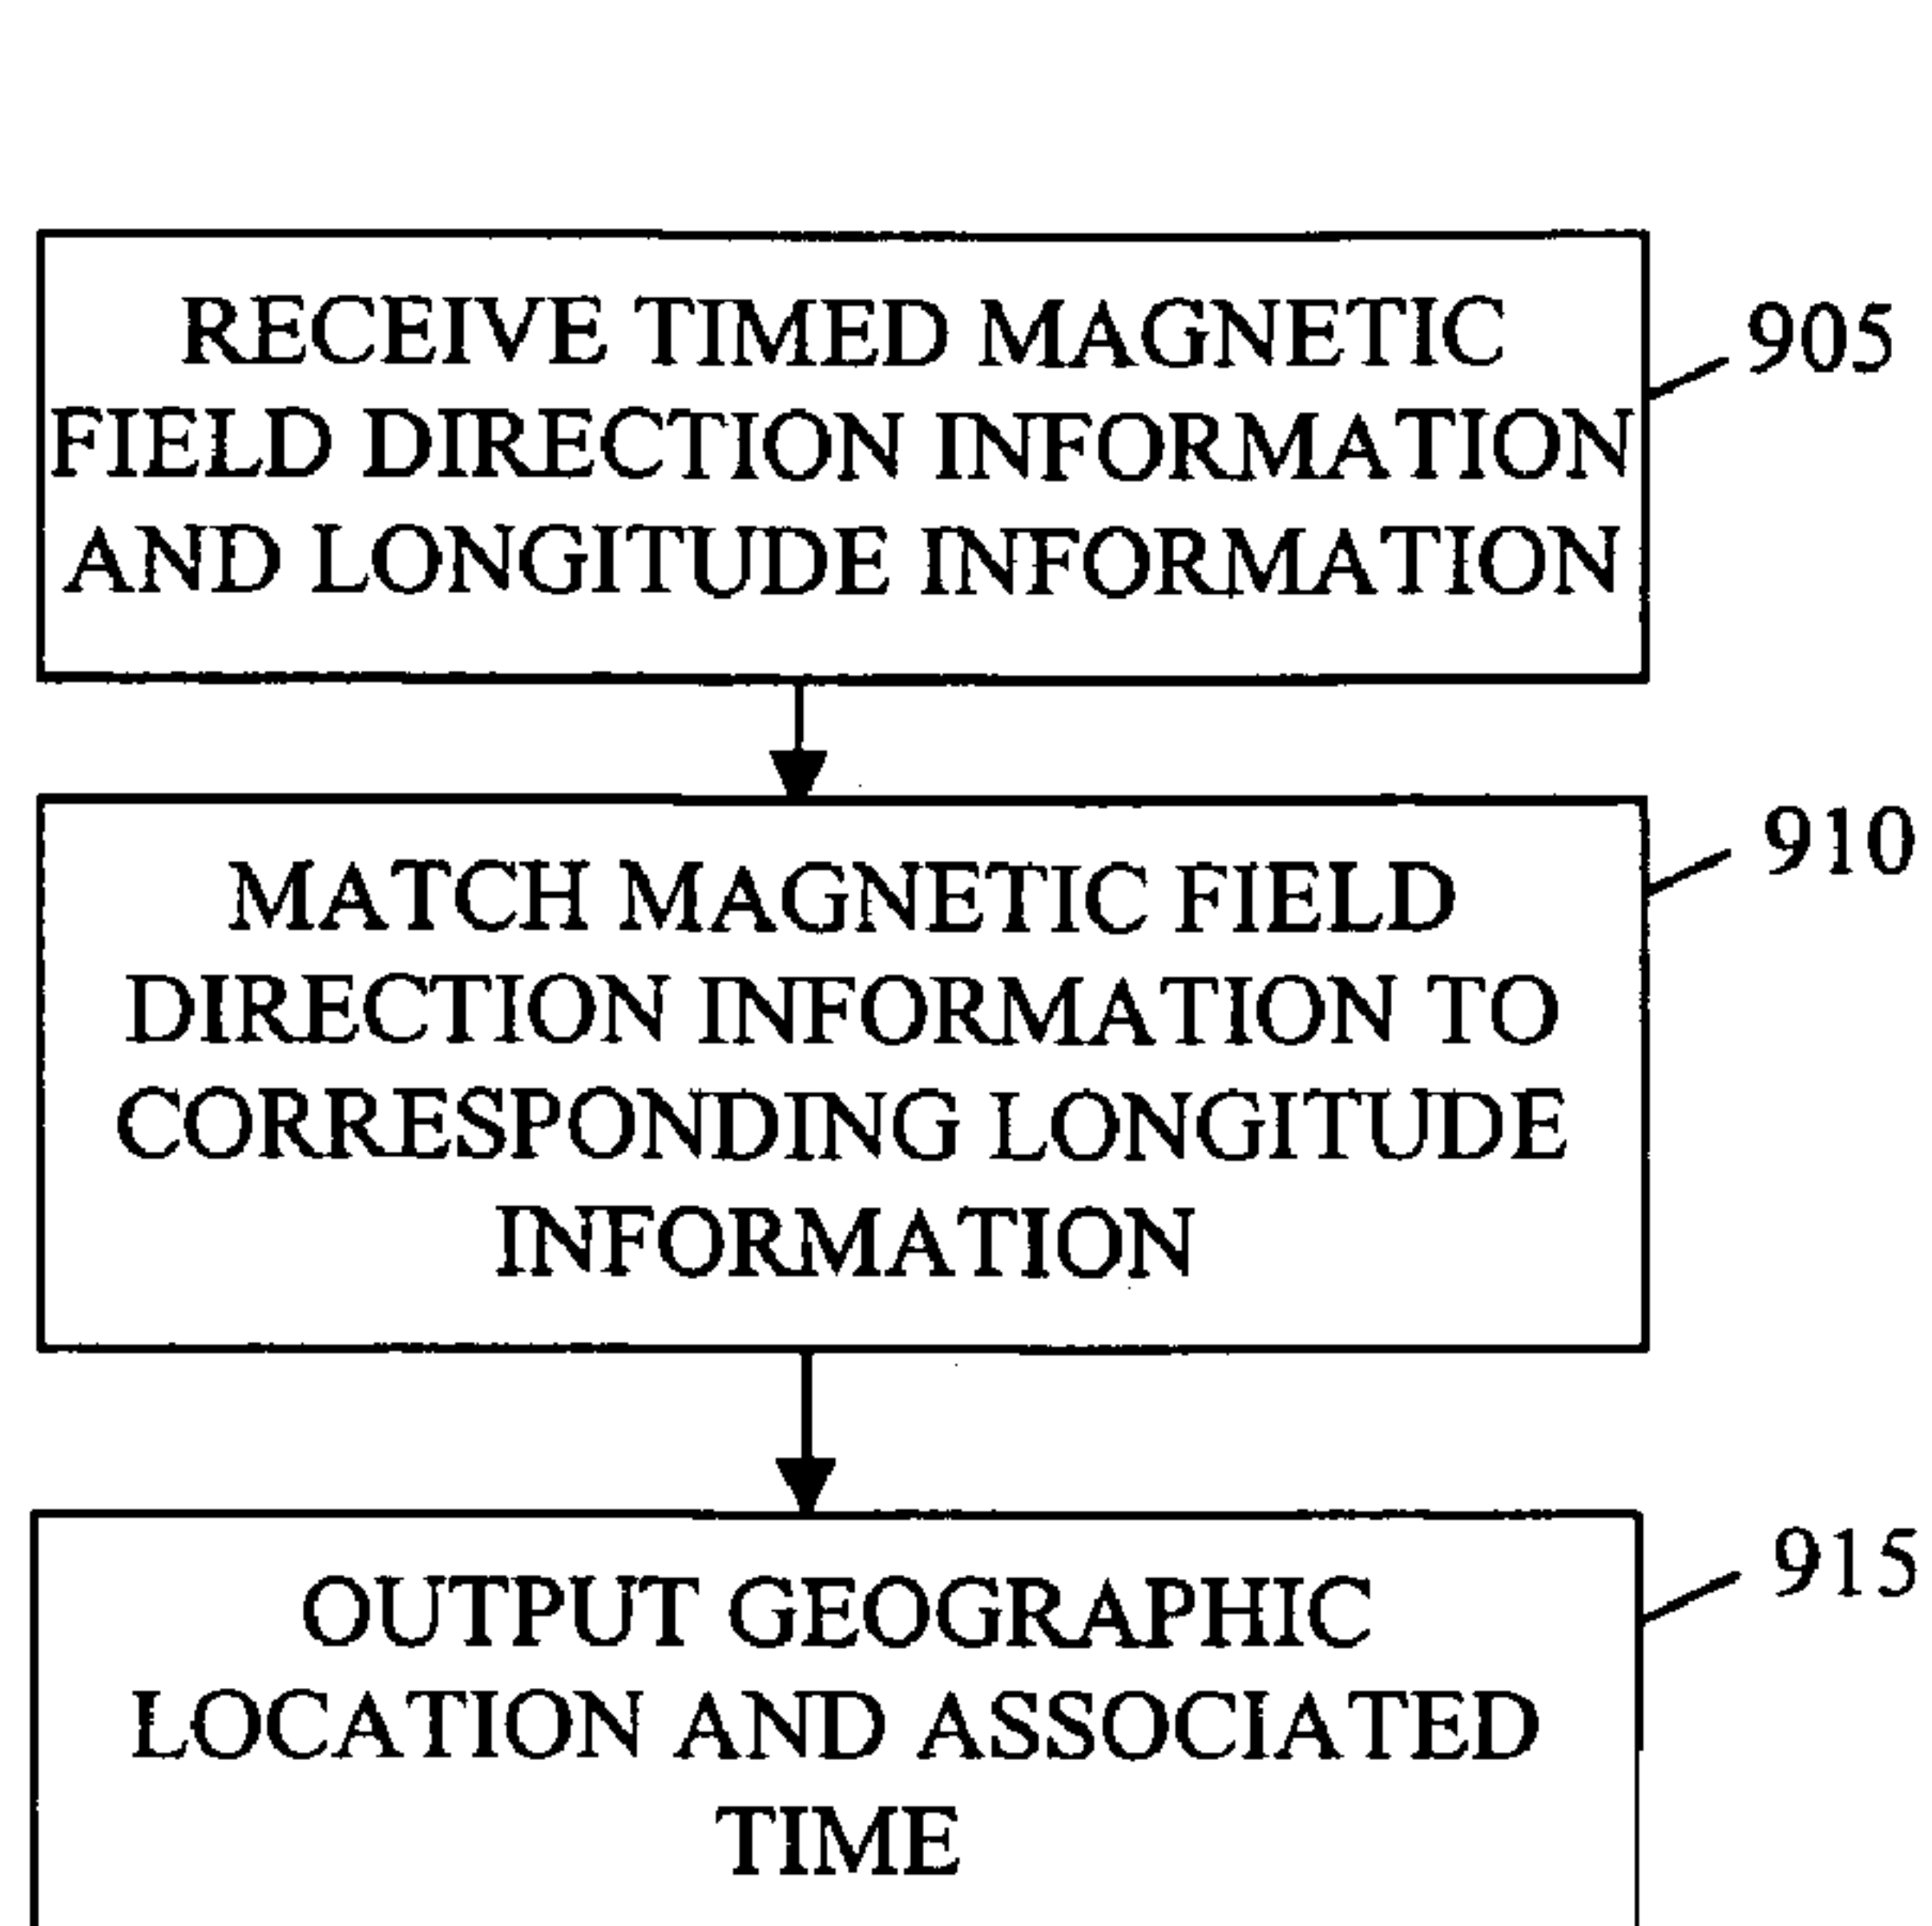 RECEIVE TIMED MAGNETIC
FIELD DIRECTION INFORMATION
AND LONGITUDE INFORMATION
905
MATCH MAGNETIC FIELD
DIRECTION INFORMATION TO
CORRESPONDING LONGITUDE
INFORMATION
910
OUTPUT GEOGRAPHIC
LOCATION AND ASSOCIATED
TIME
915